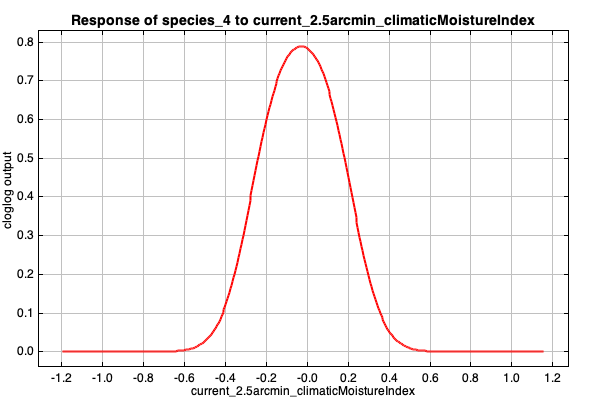 Response of species_4 to current_2.5arcmin_climaticMoistureIndex
cloglog output
0.8
0.7
0.6
0.5
0.4
0.3
0.2
0.1
0.0
-1.2 -1.0 -0.8 -0.6 -0.4 -0.2 -0.0 0.2 0.4 0.6 0.8 1.0 1.2
current_2.5arcmin_climaticMoistureIndex